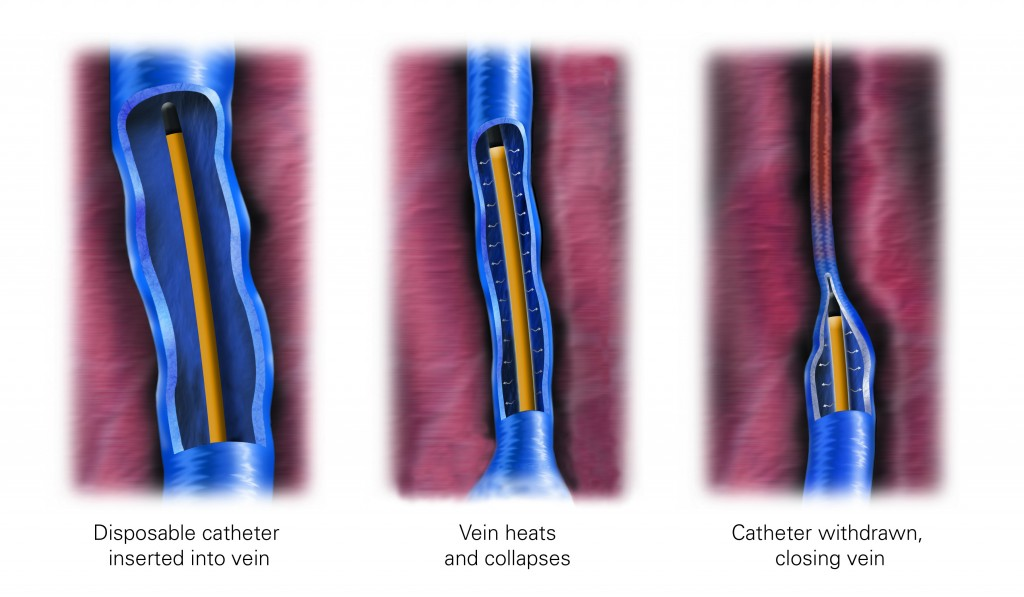 Disposable catheter
inserted into vein
Vein heats
and collapses
Catheter withdrawn,
closing vein